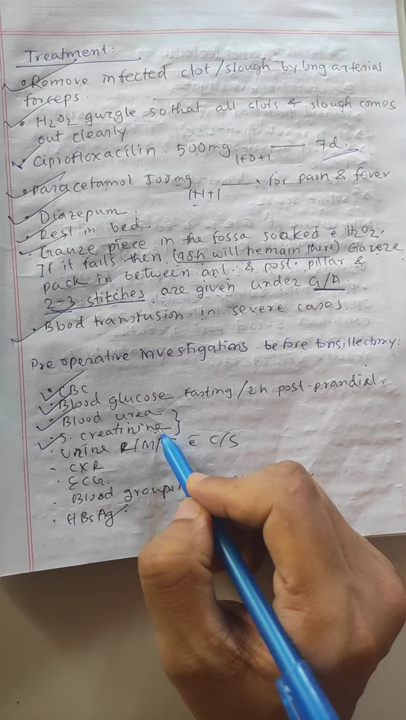 Treatment:
• Remove infected clot/slough by long arterial
forceps.
• H2O2 gurgle so that all clots & slough comes
out clearly
• Ciprofloxacilin. 500mg 1+0+1 — 7d.
• Paracetamol 500mg 1+1+1 — for pain & fever
• Diazepum
• Rest in bed.
• Gauze piece in the fossa soaked c̄ H2O2.
If it fails then (48h will remain there) Gauze
pack in between ant. & post. pillar &
2-3 stitches are given under G/A
• Blood transfusion in severe cases.
Pre operative investigations before tonsillectomy:
• CBC
• Blood glucose fasting/2h post-prandial.
• Blood urea
• S. creatinine
• Urine R/M/ c̄ C/S
- CXR
• ECG.
• Blood
• HBsAg